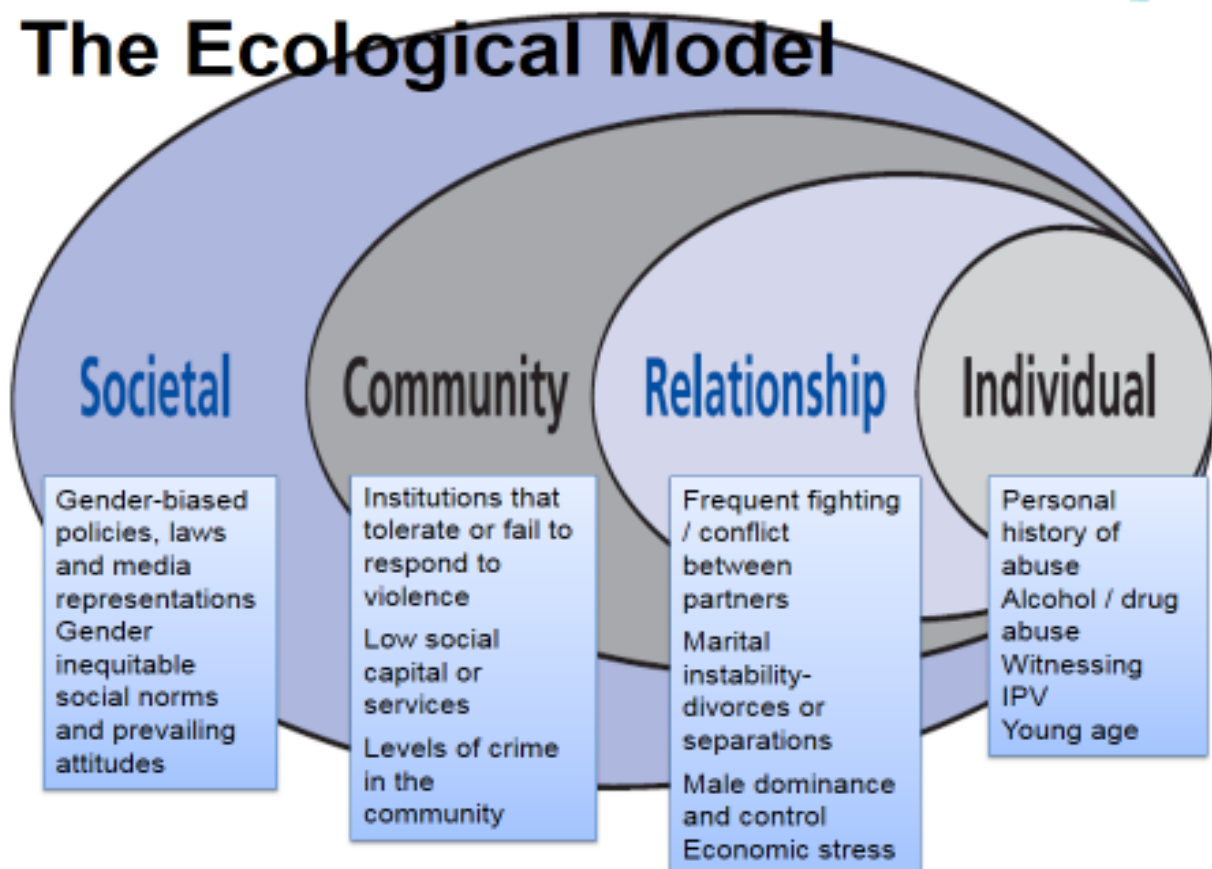 The Ecological Model
Societal
Community
Relationship
Individual
Gender-biased
policies, laws
and media
representations
Gender
inequitable
social norms
and prevailing
attitudes
Institutions that
tolerate or fail to
respond to
violence
Low social
capital or
services
Levels of crime
in the
community
Frequent fighting
/ conflict
between
partners
Marital
instability-
divorces or
separations
Male dominance
and control
Economic stress
Personal
history of
abuse
Alcohol / drug
abuse
Witnessing
IPV
Young age